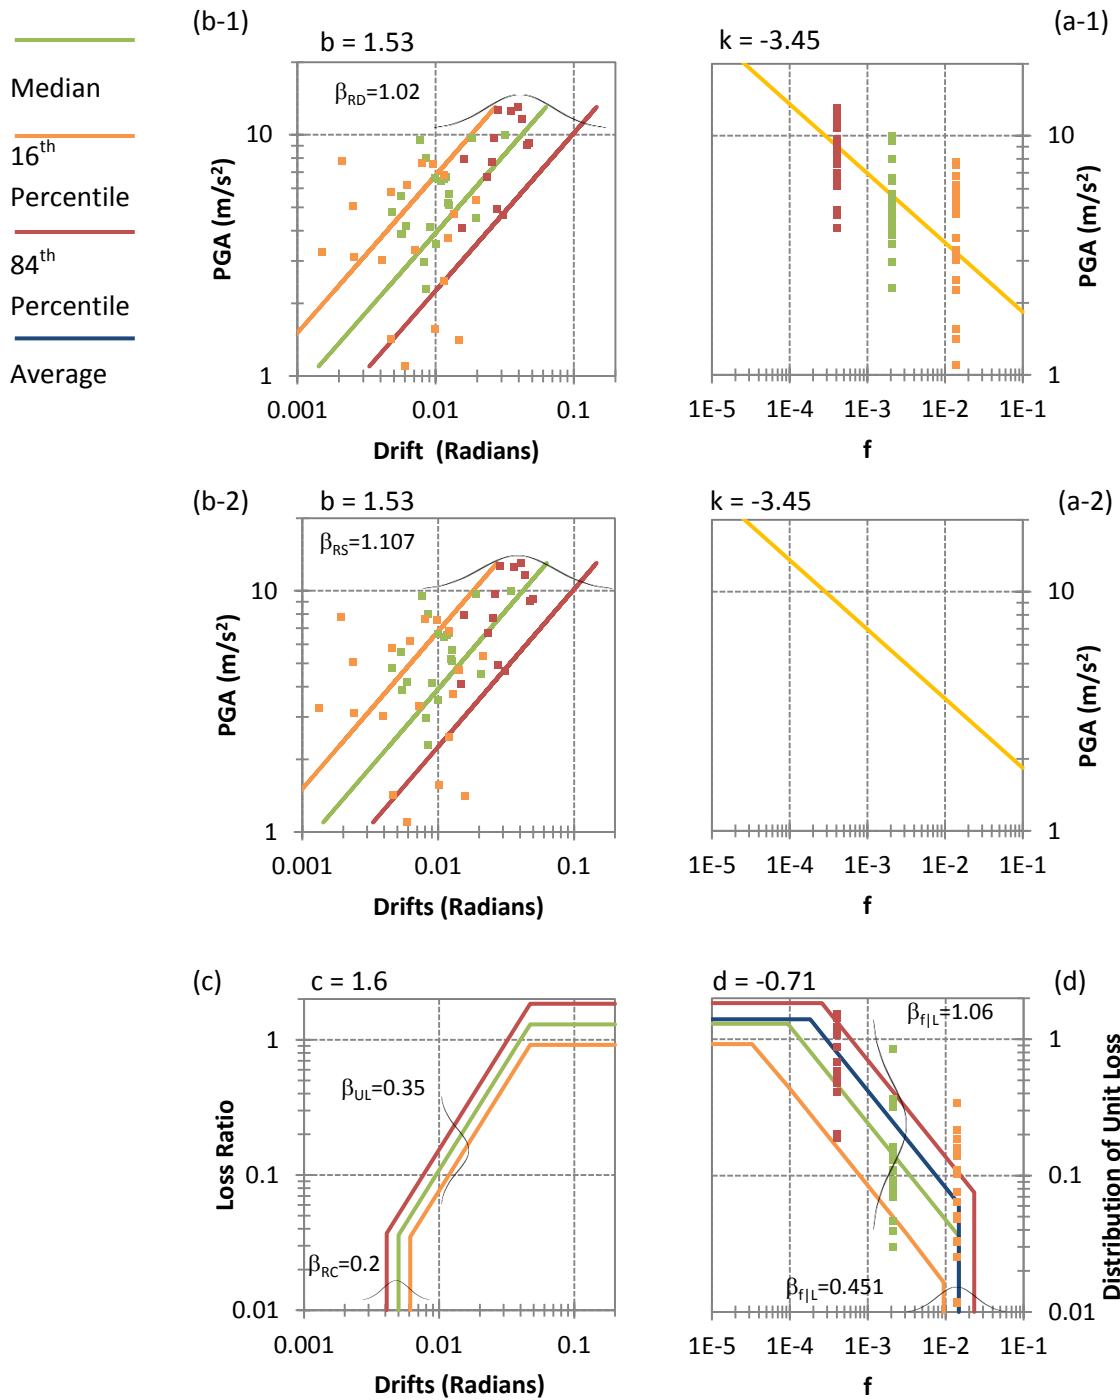 Median
16th
Percentile
84th
Percentile
Average
(b-1)
b = 1.53
βRD=1.02
10
1
PGA (m/s²)
0.001 0.01 0.1
Drift (Radians)
(a-1)
k = -3.45
10
1
PGA (m/s²)
1E-5 1E-4 1E-3 1E-2 1E-1
f
(b-2)
b = 1.53
βRS=1.107
10
1
PGA (m/s²)
0.001 0.01 0.1
Drifts (Radians)
(a-2)
k = -3.45
10
1
PGA (m/s²)
1E-5 1E-4 1E-3 1E-2 1E-1
f
(c)
c = 1.6
βUL=0.35
βRC=0.2
1
0.1
0.01
Loss Ratio
0.001 0.01 0.1
Drifts (Radians)
(d)
d = -0.71
βf|L=1.06
βf|L=0.451
1
0.1
0.01
Distribution of Unit Loss
1E-5 1E-4 1E-3 1E-2 1E-1
f